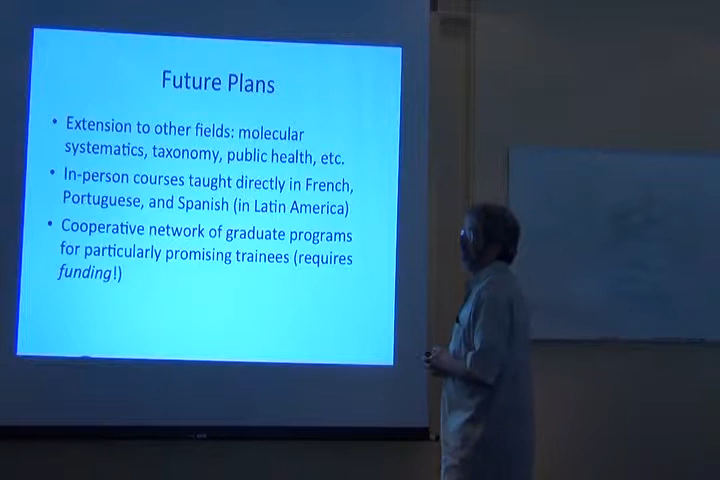 Future Plans
• Extension to other fields: molecular
systematics, taxonomy, public health, etc.
• In-person courses taught directly in French,
Portuguese, and Spanish (in Latin America)
• Cooperative network of graduate programs
for particularly promising trainees (requires
funding!)